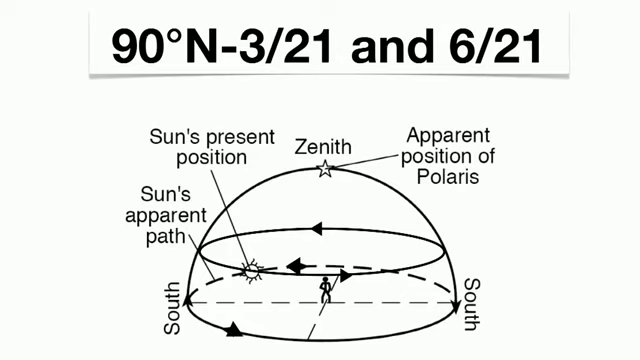 90°N-3/21 and 6/21
Sun's present
position
Zenith
Apparent
position of
Polaris
Sun's
apparent
path
South
South